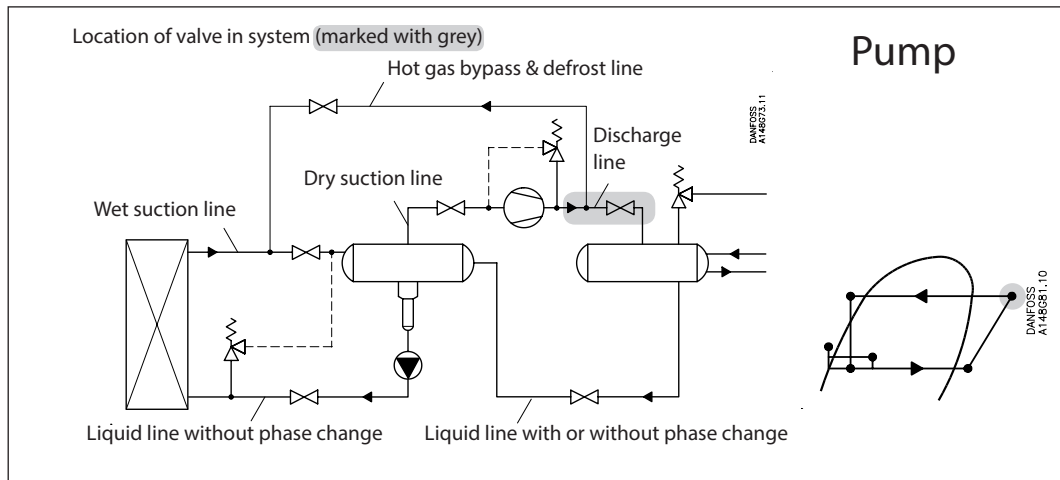 Location of valve in system (marked with grey)
Pump
Hot gas bypass & defrost line
DANFOSS
A148G73.11
Discharge
line
Dry suction line
Wet suction line
DANFOSS
A148G81.10
Liquid line without phase change
Liquid line with or without phase change